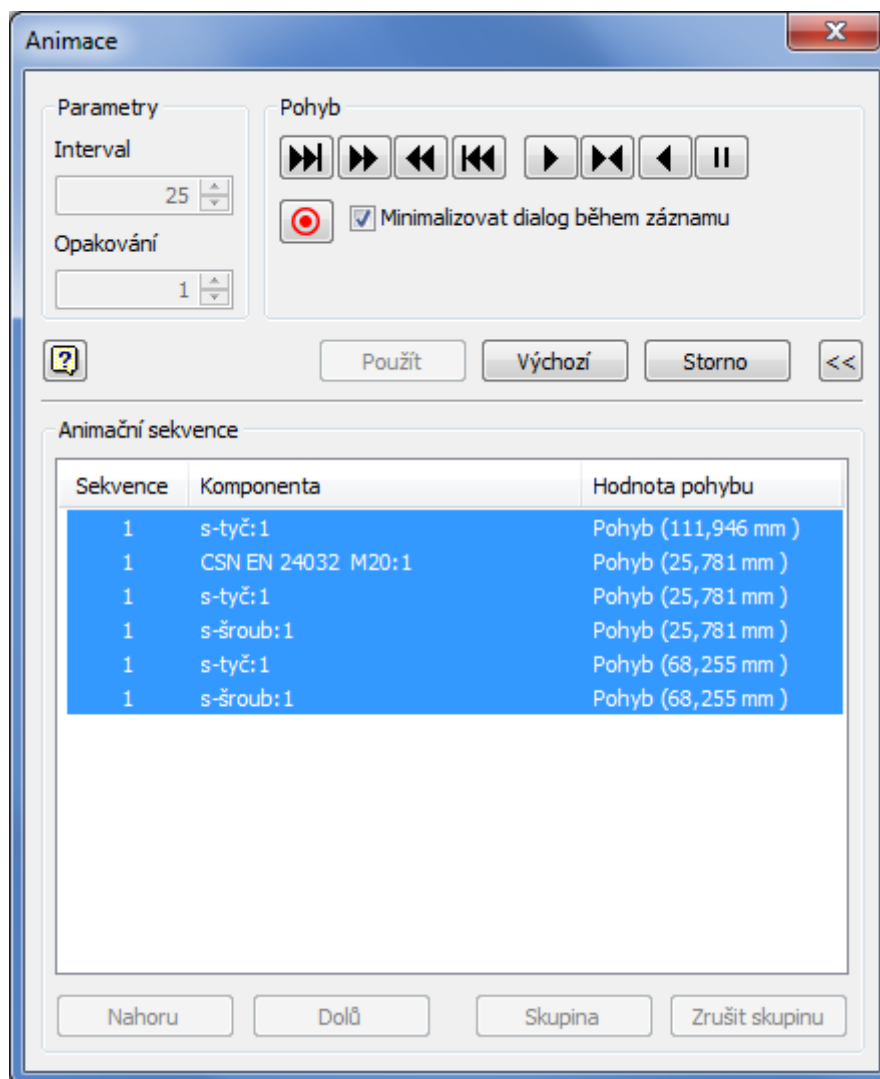 Animace
Parametry
Interval
25
Opakování
1
Pohyb
Minimalizovat dialog během záznamu
Použít Výchozí Storno <<
Animační sekvence
Sekvence Komponenta Hodnota pohybu
1 s-tyč:1 Pohyb (111,946 mm )
1 CSN EN 24032  M20:1 Pohyb (25,781 mm )
1 s-tyč:1 Pohyb (25,781 mm )
1 s-šroub:1 Pohyb (25,781 mm )
1 s-tyč:1 Pohyb (68,255 mm )
1 s-šroub:1 Pohyb (68,255 mm )
Nahoru Dolů Skupina Zrušit skupinu